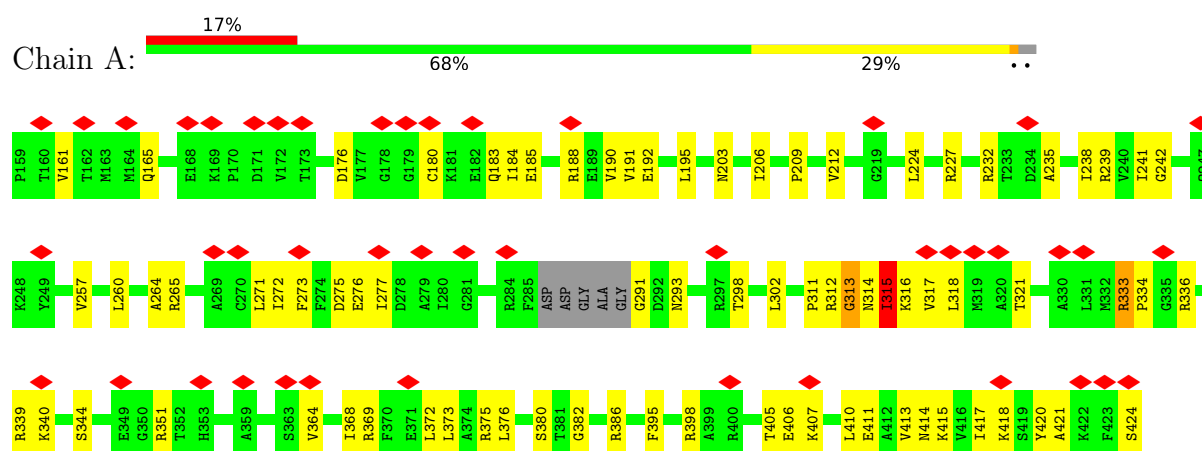 17%
Chain A:
68% 29% • •
P159 T160 V161 T162 M163 M164 Q165 E168 K169 P170 D171 V172 T173 D176 V177 G178 G179 C180 K181 E182 Q183 I184 E185 R188 E189 V190 V191 E192 L195 N203 I206 P209 V212 G219 L224 R227 R232 T233 D234 A235 I238 R239 V240 I241 G242
K248 Y249 V257 L260 A264 R265 A269 C270 L271 I272 F273 F274 D275 E276 I277 D278 A279 I280 G281 R284 F285 ASP ASP GLY ALA GLY G291 D292 N293 R297 T298 L302 P311 R312 G313 N314 I315 K316 V317 L318 M319 A320 T321 A330 L331 M332 R333 P334 G335 R336
R339 K340 S344 E349 G350 R351 T352 H353 A359 S363 V364 I368 R369 F370 E371 L372 L373 A374 R375 L376 S380 T381 G382 R386 F395 R398 A399 R400 T405 E406 K407 L410 E411 A412 V413 N414 K415 V416 I417 K418 S419 Y420 A421 K422 F423 S424